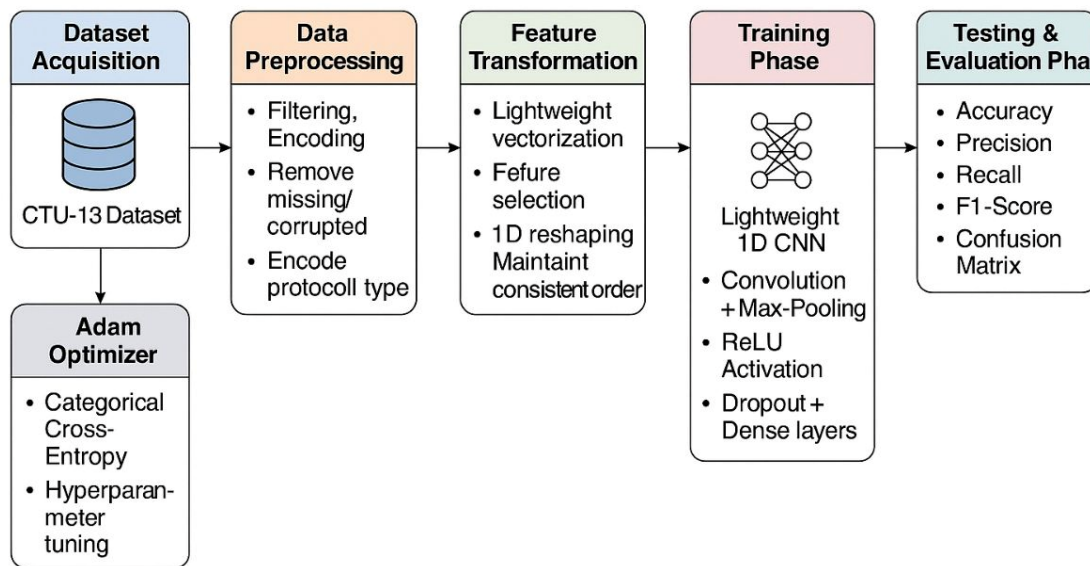 Dataset
Acquisition
CTU-13 Dataset
Adam
Optimizer
• Categorical
Cross-
Entropy
• Hyperparan-
meter
tuning
Data
Preprocessing
• Filtering,
Encoding
• Remove
missing/
corrupted
• Encode
protocoll type
Feature
Transformation
• Lightweight
vectorization
• Fefure
selection
• 1D reshaping
Maintaint
consistent order
Training
Phase
Lightweight
1D CNN
• Convolution
+ Max-Pooling
• ReLU
Activation
• Dropout +
Dense layers
Testing &
Evaluation Pha
• Accuracy
• Precision
• Recall
• F1-Score
• Confusion
Matrix